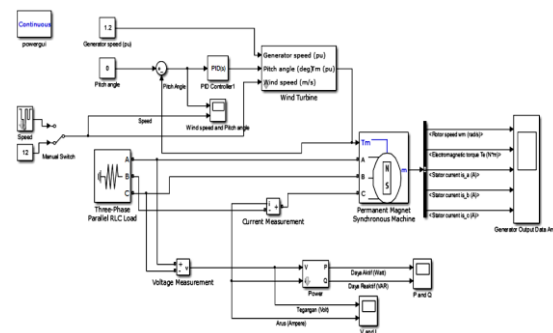 Continuous
powergui
1.2
Generator speed (pu)
0
Pitch angle
Pitch Angle
PID(s)
PID Controller1
Generator speed (pu)
Pitch angle (deg)Tm (pu)
Wind speed (m/s)
Wind Turbine
Wind speed and Pitch angle
Speed
Speed
12
Manual Switch
A
B
C
Three-Phase
Parallel RLC Load
Tm
A
B
C
N
S
m
Permanent Magnet
Synchronous Machine
<Rotor speed wm (rad/s)>
<Electromagnetic torque Te (N*m)>
<Stator current is_a (A)>
<Stator current is_b (A)>
<Stator current is_c (A)>
Generator Output Data An
i
Current Measurement
v
Voltage Measurement
V
I
P
Q
Power
Daya Aktif (Watt)
Daya Reaktif (VAR)
P and Q
Tegangan (Volt)
Arus (Ampere)
V and I